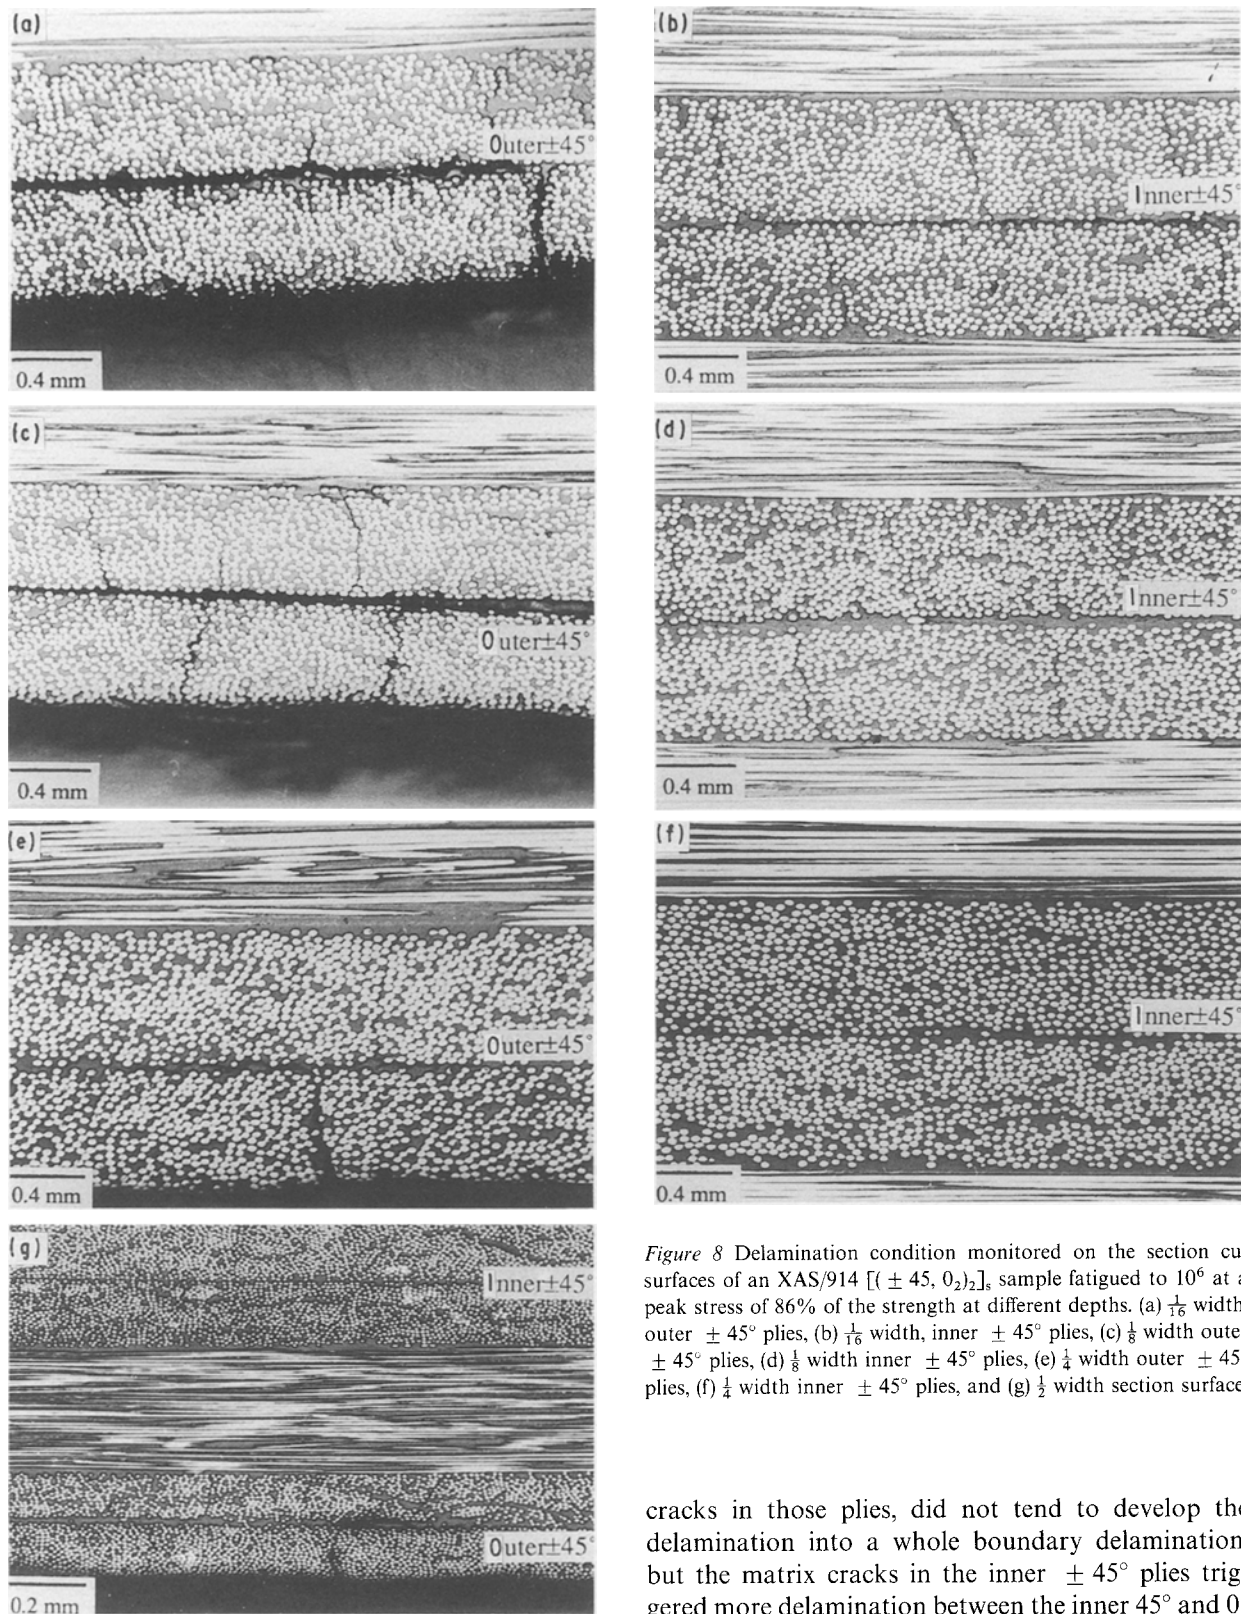 (a)
Outer±45°
0.4 mm
(b)
Inner±45°
0.4 mm
(c)
Outer±45°
0.4 mm
(d)
Inner±45°
0.4 mm
(e)
Outer±45°
0.4 mm
(f)
Inner±45°
0.4 mm
(g)
Inner±45°
Outer±45°
0.2 mm
Figure 8 Delamination condition monitored on the section cu
surfaces of an XAS/914 [( ± 45, 0₂)₂]ₛ sample fatigued to 10⁶ at a
peak stress of 86% of the strength at different depths. (a) 1/16 width
outer ± 45° plies, (b) 1/16 width, inner ± 45° plies, (c) 1/8 width oute
± 45° plies, (d) 1/8 width inner ± 45° plies, (e) 1/4 width outer ± 45
plies, (f) 1/4 width inner ± 45° plies, and (g) 1/2 width section surface
cracks in those plies, did not tend to develop the
delamination into a whole boundary delamination
but the matrix cracks in the inner ± 45° plies trig
gered more delamination between the inner 45° and 0